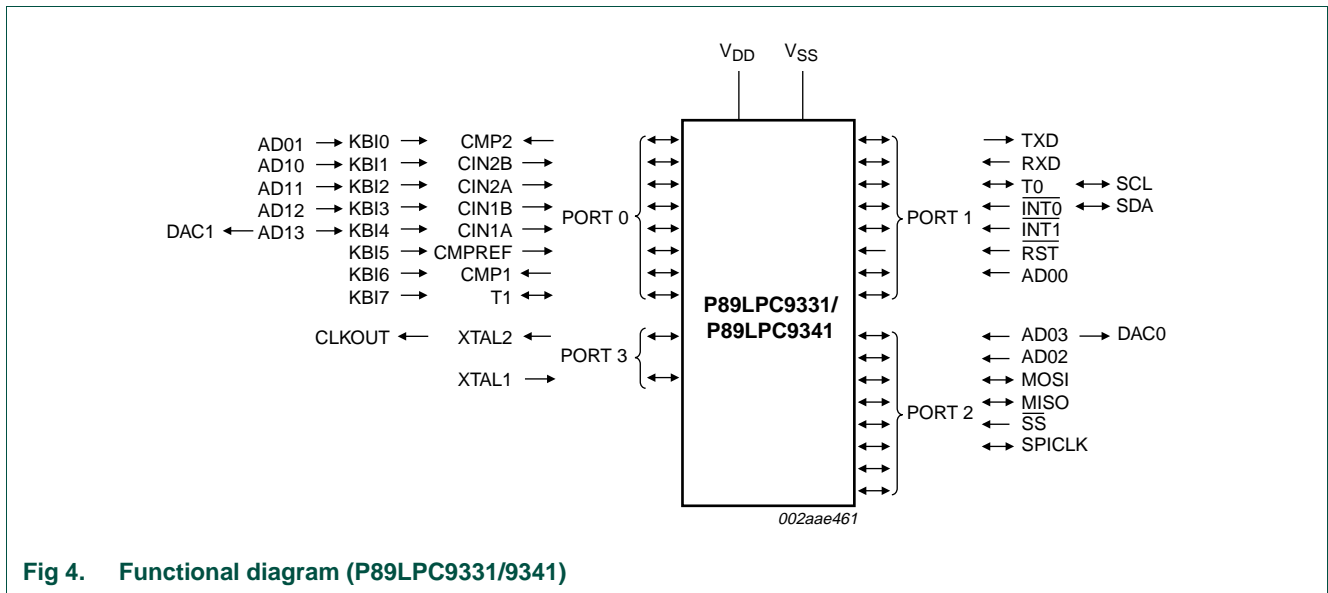 VDD VSS
AD01 KBI0 CMP2 TXD
AD10 KBI1 CIN2B RXD
AD11 KBI2 CIN2A T0 SCL
AD12 KBI3 CIN1B PORT 0 PORT 1 INT0 SDA
DAC1 AD13 KBI4 CIN1A INT1
KBI5 CMPREF RST
KBI6 CMP1 AD00
KBI7 T1
P89LPC9331/
P89LPC9341
CLKOUT XTAL2 AD03 DAC0
PORT 3 AD02
XTAL1 MOSI
MISO
PORT 2 SS
SPICLK
002aae461
Fig 4. Functional diagram (P89LPC9331/9341)